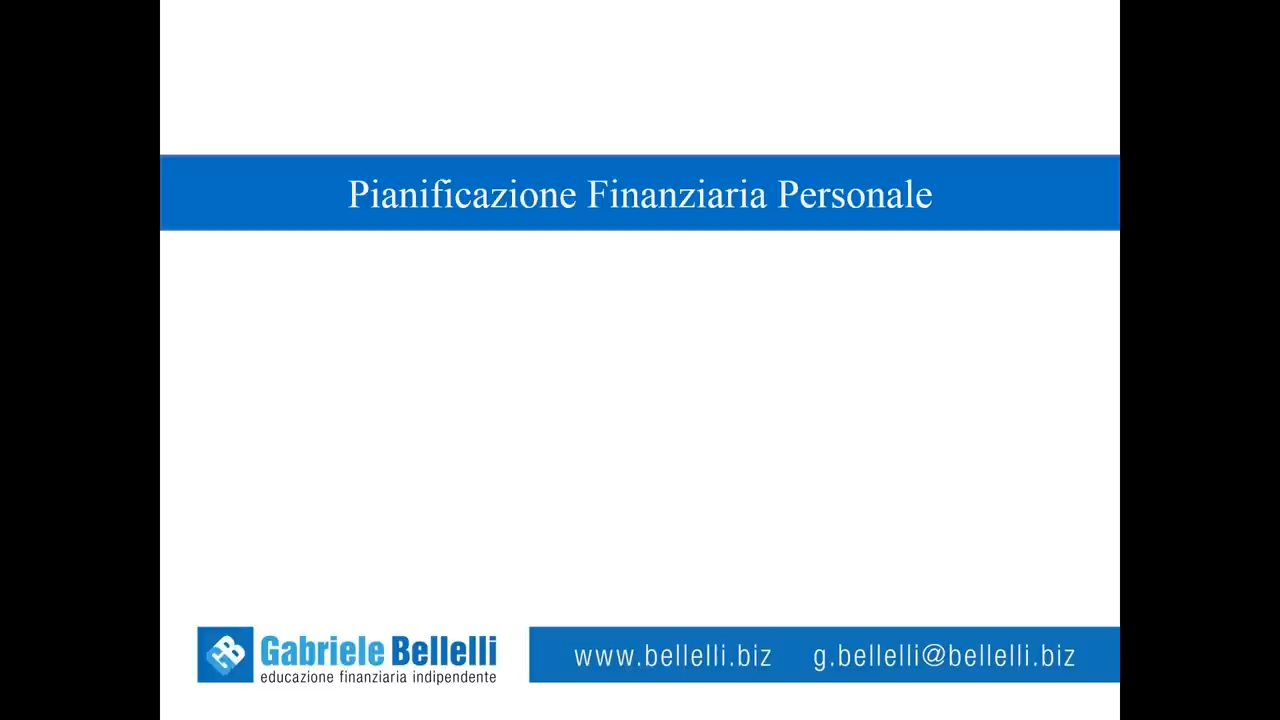 Pianificazione Finanziaria Personale
Gabriele Bellelli
educazione finanziaria indipendente
www.bellelli.biz g.bellelli@bellelli.biz